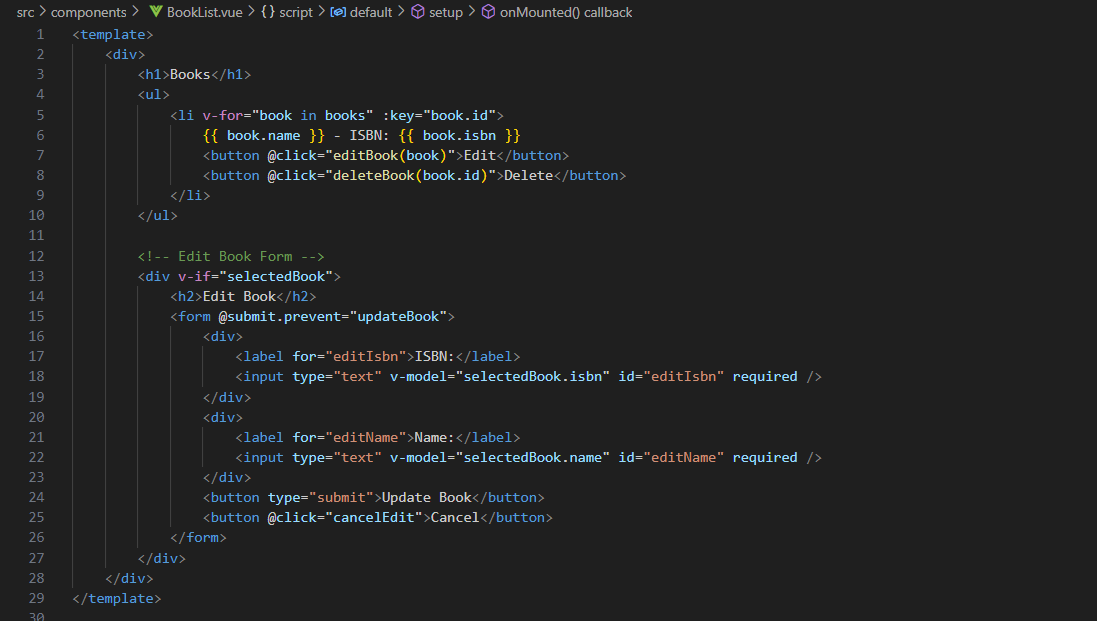 src > components > BookList.vue > {} script > default > setup > onMounted() callback
1 <template>
2 <div>
3 <h1>Books</h1>
4 <ul>
5 <li v-for="book in books" :key="book.id">
6 {{ book.name }} - ISBN: {{ book.isbn }}
7 <button @click="editBook(book)">Edit</button>
8 <button @click="deleteBook(book.id)">Delete</button>
9 </li>
10 </ul>
11
12 <!-- Edit Book Form -->
13 <div v-if="selectedBook">
14 <h2>Edit Book</h2>
15 <form @submit.prevent="updateBook">
16 <div>
17 <label for="editIsbn">ISBN:</label>
18 <input type="text" v-model="selectedBook.isbn" id="editIsbn" required />
19 </div>
20 <div>
21 <label for="editName">Name:</label>
22 <input type="text" v-model="selectedBook.name" id="editName" required />
23 </div>
24 <button type="submit">Update Book</button>
25 <button @click="cancelEdit">Cancel</button>
26 </form>
27 </div>
28 </div>
29 </template>
30